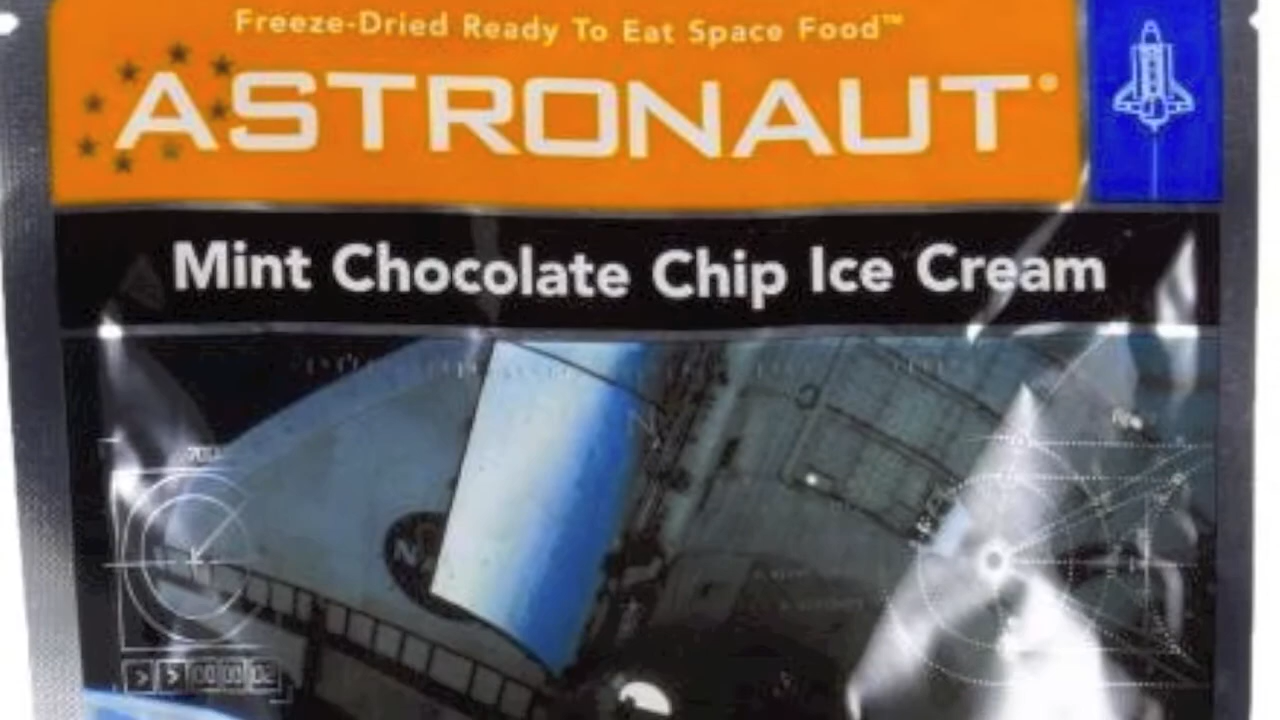 Freeze-Dried Ready To Eat Space Food™
ASTRONAUT®
Mint Chocolate Chip Ice Cream